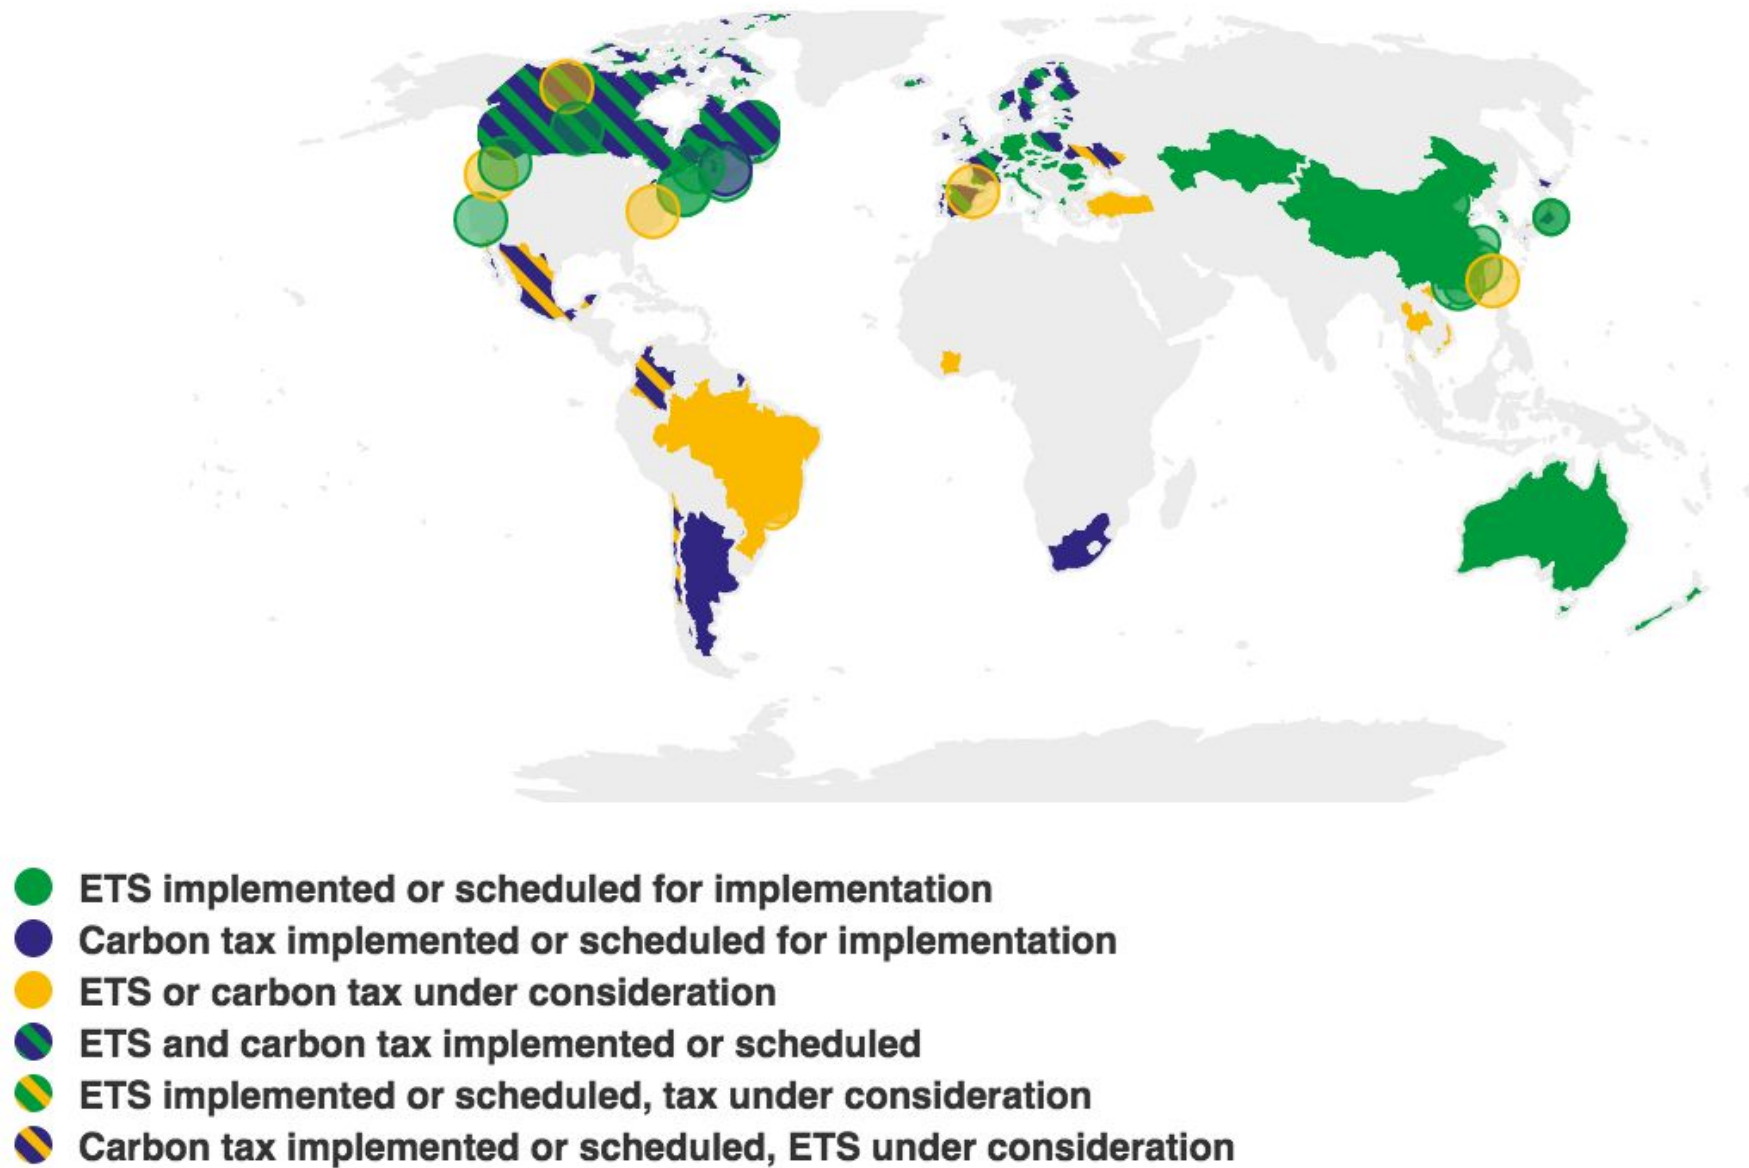 ETS implemented or scheduled for implementation
Carbon tax implemented or scheduled for implementation
ETS or carbon tax under consideration
ETS and carbon tax implemented or scheduled
ETS implemented or scheduled, tax under consideration
Carbon tax implemented or scheduled, ETS under consideration